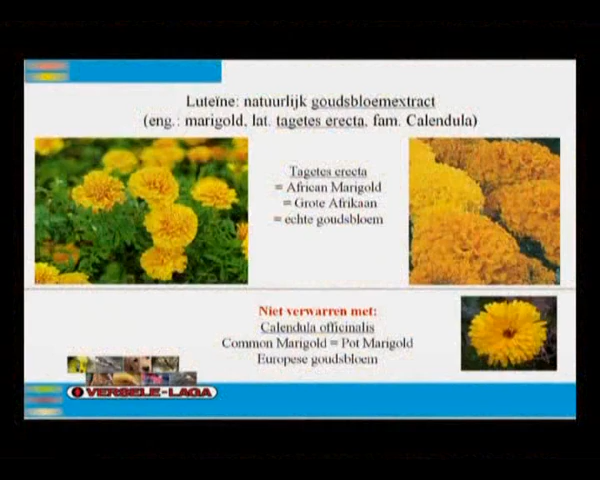 Luteïne: natuurlijk goudsbloemextract
(eng.: marigold, lat. tagetes erecta, fam. Calendula)
Tagetes erecta
= African Marigold
= Grote Afrikaan
= echte goudsbloem
Niet verwarren met:
Calendula officinalis
Common Marigold = Pot Marigold
Europese goudsbloem
VERSELE-LAGA